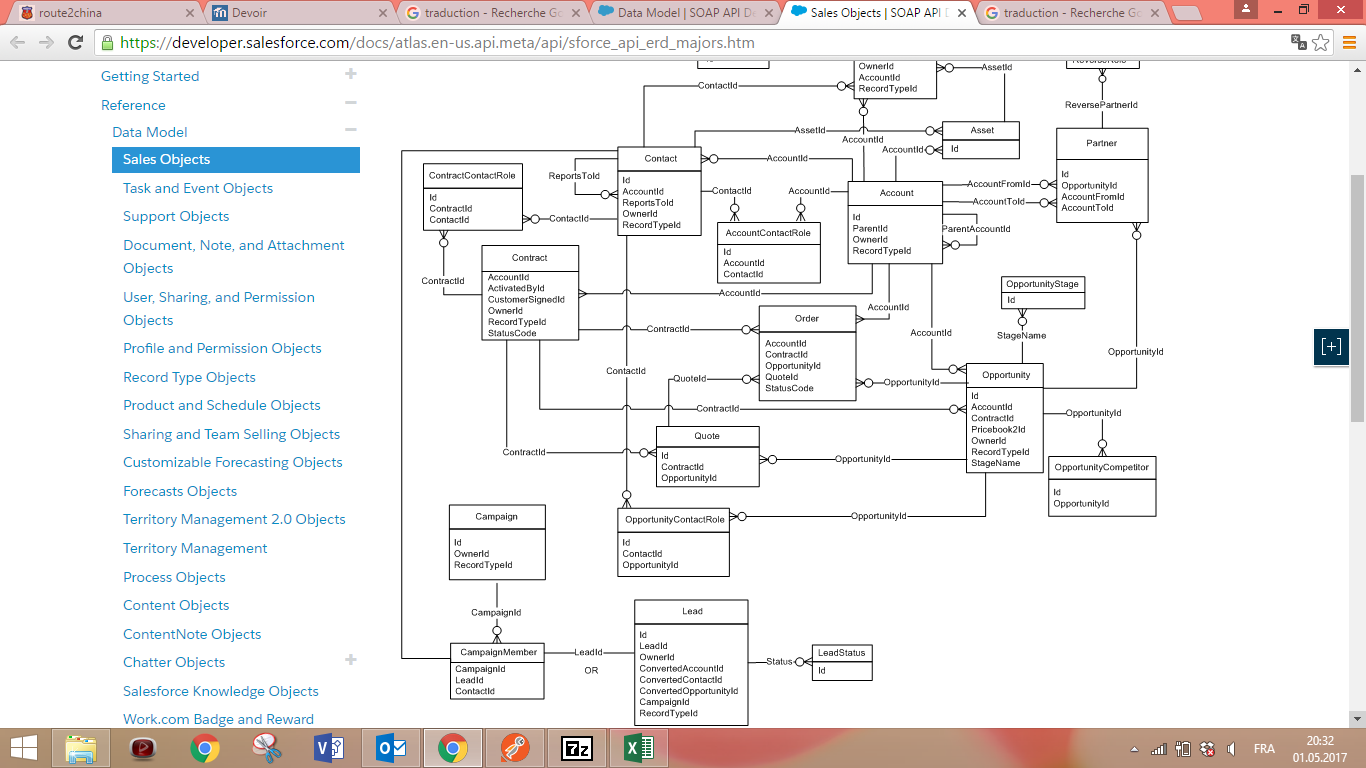 route2china
Devoir
traduction - Recherche Go
Data Model | SOAP API De
Sales Objects | SOAP API D
traduction - Recherche Go
https://developer.salesforce.com/docs/atlas.en-us.api.meta/api/sforce_api_erd_majors.htm
Getting Started
Reference
Data Model
Sales Objects
Task and Event Objects
Support Objects
Document, Note, and Attachment
Objects
User, Sharing, and Permission
Objects
Profile and Permission Objects
Record Type Objects
Product and Schedule Objects
Sharing and Team Selling Objects
Customizable Forecasting Objects
Forecasts Objects
Territory Management 2.0 Objects
Territory Management
Process Objects
Content Objects
ContentNote Objects
Chatter Objects
Salesforce Knowledge Objects
Work.com Badge and Reward
Id
OwnerId
AccountId
RecordTypeId
ContactId
AssetId
ReversePartnerId
AssetId
AccountId
Asset
Id
AccountId
Partner
Id
OpportunityId
AccountFromId
AccountToId
Contact
Id
AccountId
ReportsToId
OwnerId
RecordTypeId
AccountId
ReportsToId
ContractContactRole
Id
ContractId
ContactId
ContactId
ContactId
AccountId
AccountContactRole
Id
AccountId
ContactId
Account
Id
ParentId
OwnerId
RecordTypeId
AccountFromId
AccountToId
ParentAccountId
Contract
AccountId
ActivatedById
CustomerSignedId
OwnerId
RecordTypeId
StatusCode
ContractId
AccountId
AccountId
AccountId
OpportunityStage
Id
StageName
OpportunityId
Order
AccountId
ContractId
OpportunityId
QuoteId
StatusCode
ContractId
ContactId
QuoteId
OpportunityId
ContractId
Opportunity
Id
AccountId
ContractId
Pricebook2Id
OwnerId
RecordTypeId
StageName
OpportunityId
OpportunityCompetitor
Id
OpportunityId
Quote
Id
ContractId
OpportunityId
ContractId
OpportunityId
OpportunityContactRole
Id
ContactId
OpportunityId
OpportunityId
Campaign
Id
OwnerId
RecordTypeId
CampaignId
CampaignMember
CampaignId
LeadId
ContactId
LeadId
OR
Lead
Id
LeadId
OwnerId
ConvertedAccountId
ConvertedContactId
ConvertedOpportunityId
CampaignId
RecordTypeId
Status
LeadStatus
Id
[+]
7z
FRA
20:32
01.05.2017